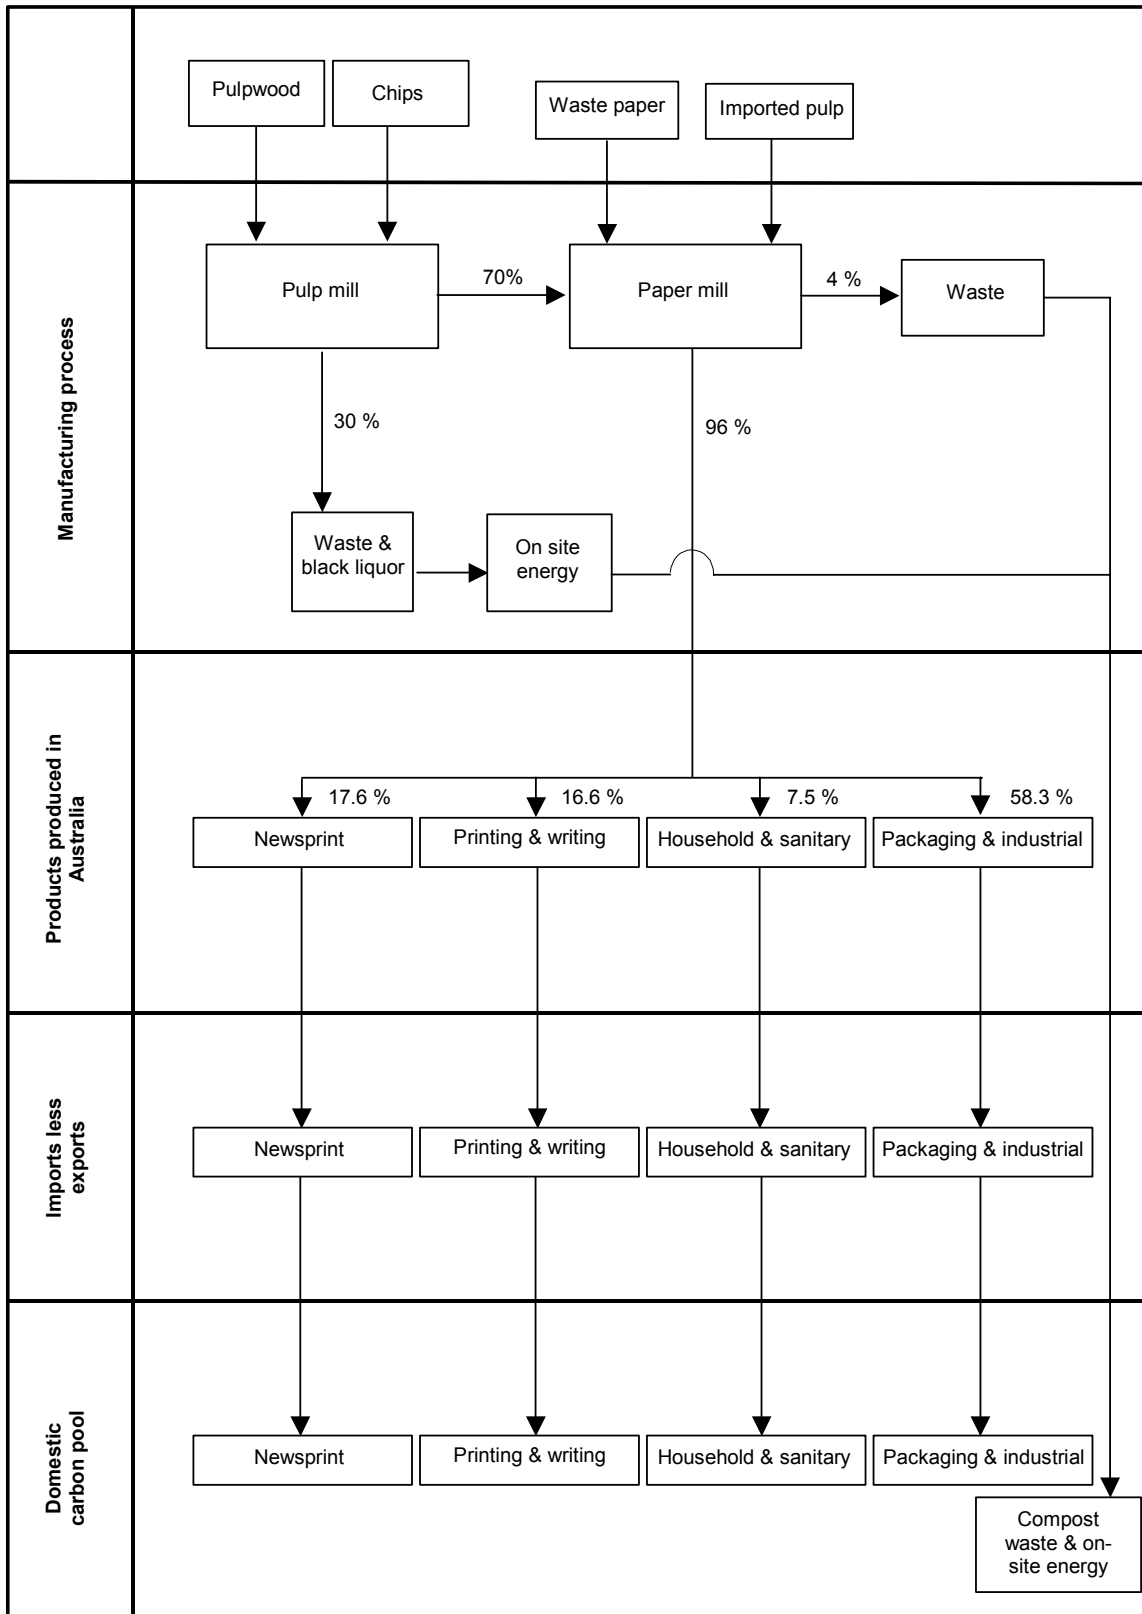 Pulpwood
Chips
Waste paper
Imported pulp
Manufacturing process
Pulp mill
70%
Paper mill
4 %
Waste
30 %
96 %
Waste &
black liquor
On site
energy
Products produced in
Australia
17.6 %
16.6 %
7.5 %
58.3 %
Newsprint
Printing & writing
Household & sanitary
Packaging & industrial
Imports less
exports
Newsprint
Printing & writing
Household & sanitary
Packaging & industrial
Domestic
carbon pool
Newsprint
Printing & writing
Household & sanitary
Packaging & industrial
Compost
waste & on-
site energy